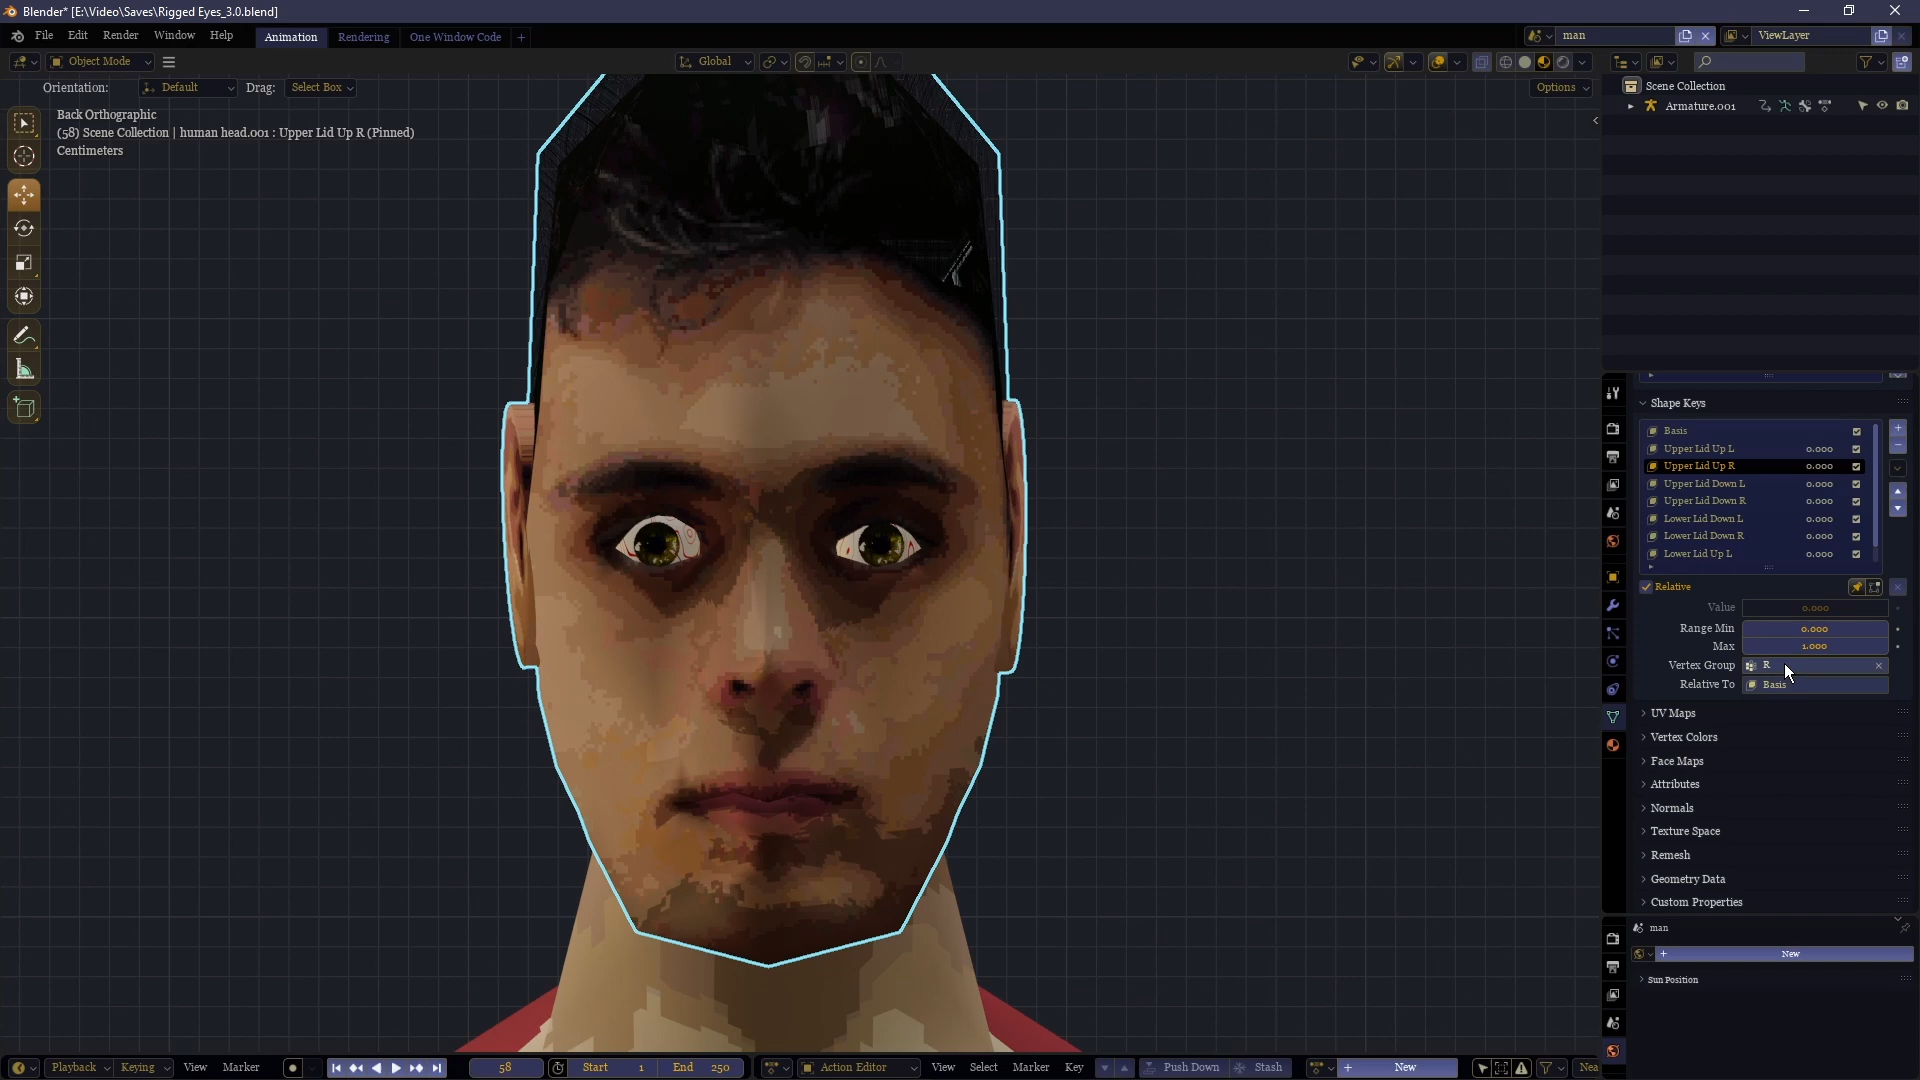 Blender* [E:\Video\Saves\Rigged Eyes_3.0.blend]
File Edit Render Window Help Animation Rendering One Window Code + man ViewLayer
Object Mode Global
Orientation: Default Drag: Select Box Options
Back Orthographic
(58) Scene Collection | human head.001 : Upper Lid Up R (Pinned)
Centimeters
Scene Collection
Armature.001
Shape Keys
Basis
Upper Lid Up L 0.000
Upper Lid Up R 0.000
Upper Lid Down L 0.000
Upper Lid Down R 0.000
Lower Lid Down L 0.000
Lower Lid Down R 0.000
Lower Lid Up L 0.000
Relative
Value 0.000
Range Min 0.000
Max 1.000
Vertex Group R
Relative To Basis
UV Maps
Vertex Colors
Face Maps
Attributes
Normals
Texture Space
Remesh
Geometry Data
Custom Properties
man
+ New
Sun Position
Playback Keying View Marker 58 Start 1 End 250 Action Editor View Select Marker Key Push Down Stash + New Nea